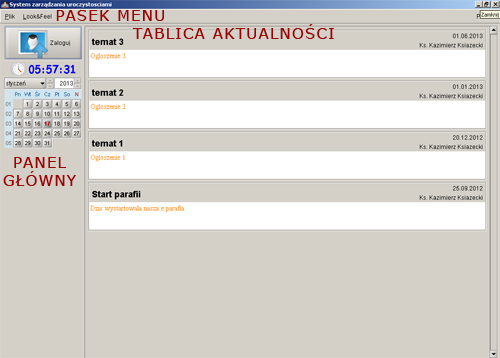 System zarządzania uroczystosciami
Plik Look&Feel PASEK MENU
Zamknij
TABLICA AKTUALNOŚCI
Zaloguj
05:57:31
styczeń 2013
Pn Wt Śr Cz Pt So N
01 1 2 3 4 5 6
02 7 8 9 10 11 12 13
03 14 15 16 17 18 19 20
04 21 22 23 24 25 26 27
05 28 29 30 31
PANEL
GŁÓWNY
temat 3 01.06.2013
Ks. Kazimierz Ksiazecki
Ogloszenie 3
temat 2 01.01.2013
Ks. Kazimierz Ksiazecki
Ogloszenie 2
temat 1 20.12.2012
Ks. Kazimierz Ksiazecki
Ogloszenie 1
Start parafii 25.09.2012
Ks. Kazimierz Ksiazecki
Dzis wystartowala nasza e parafia